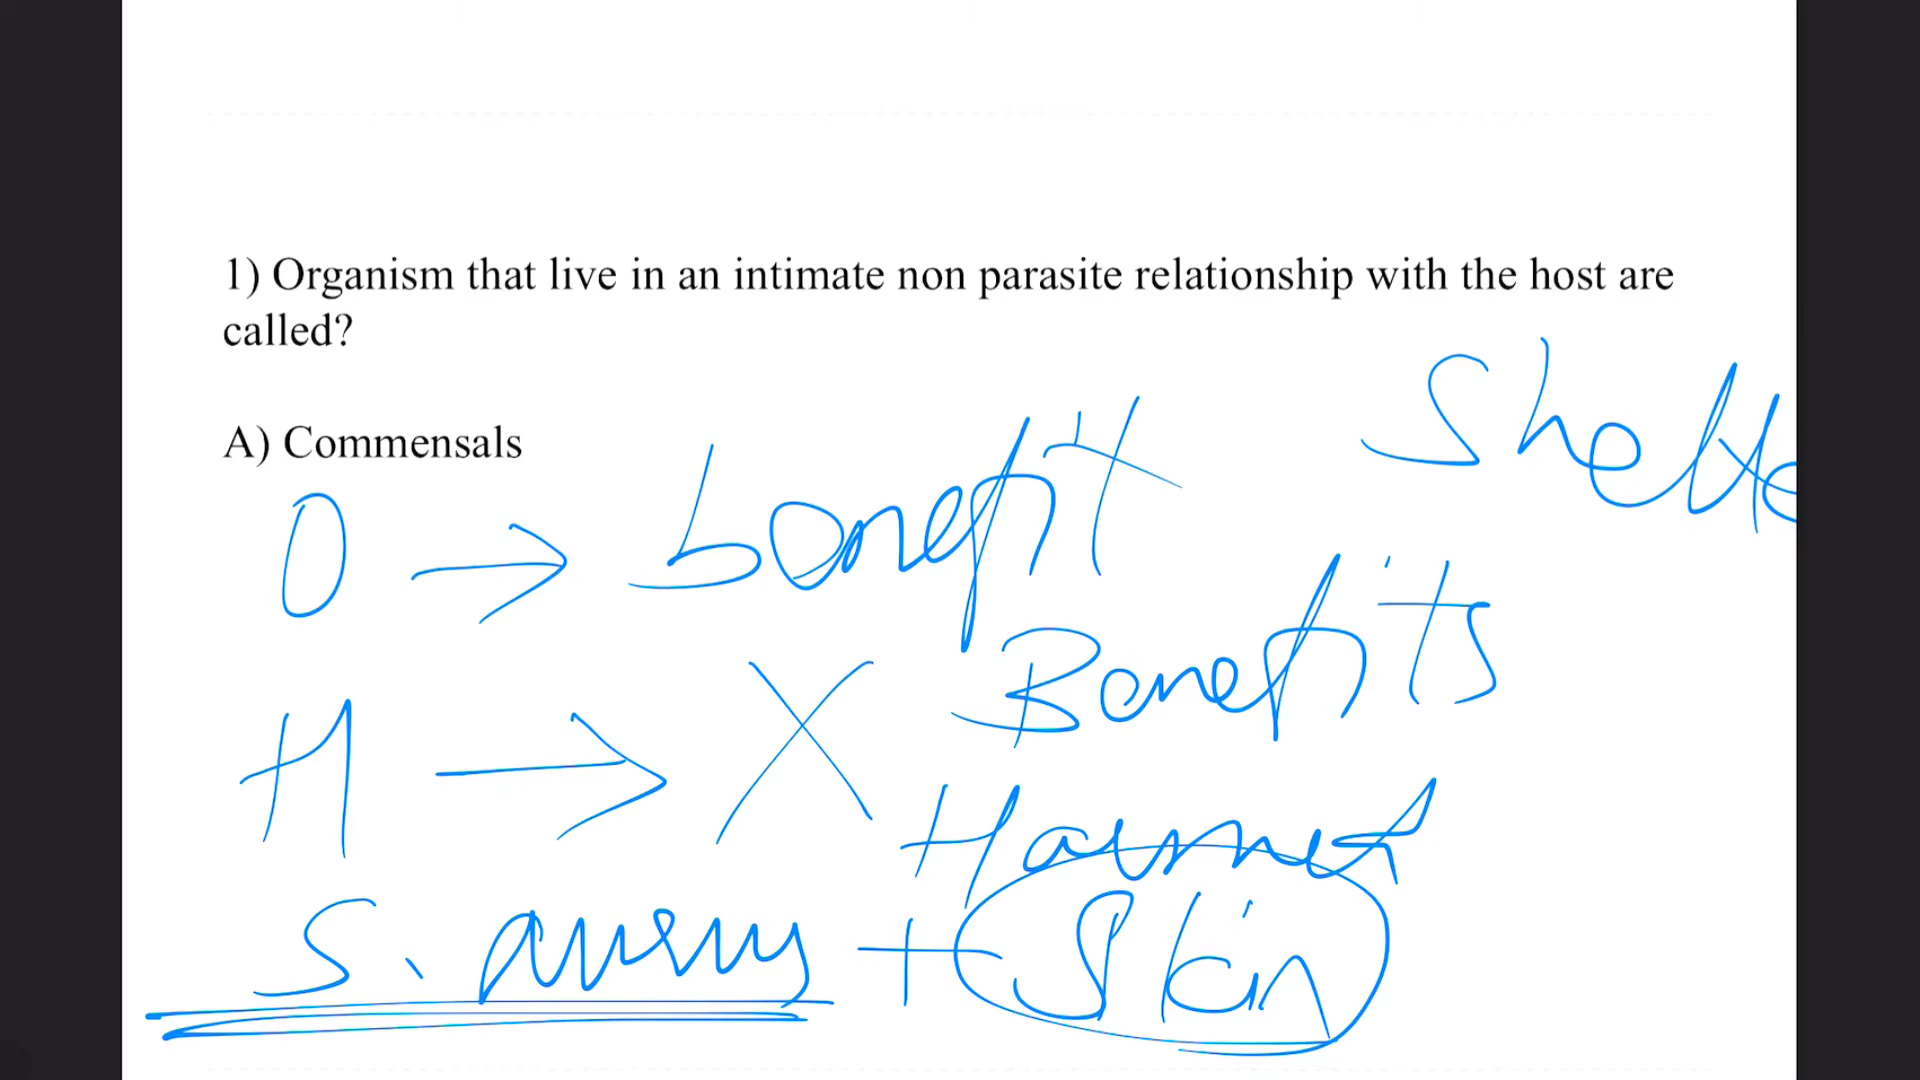 1) Organism that live in an intimate non parasite relationship with the host are
called?
A) Commensals
Shelte
O → benefit
Benefits
H → X
Harmed
S. aureus + Skin